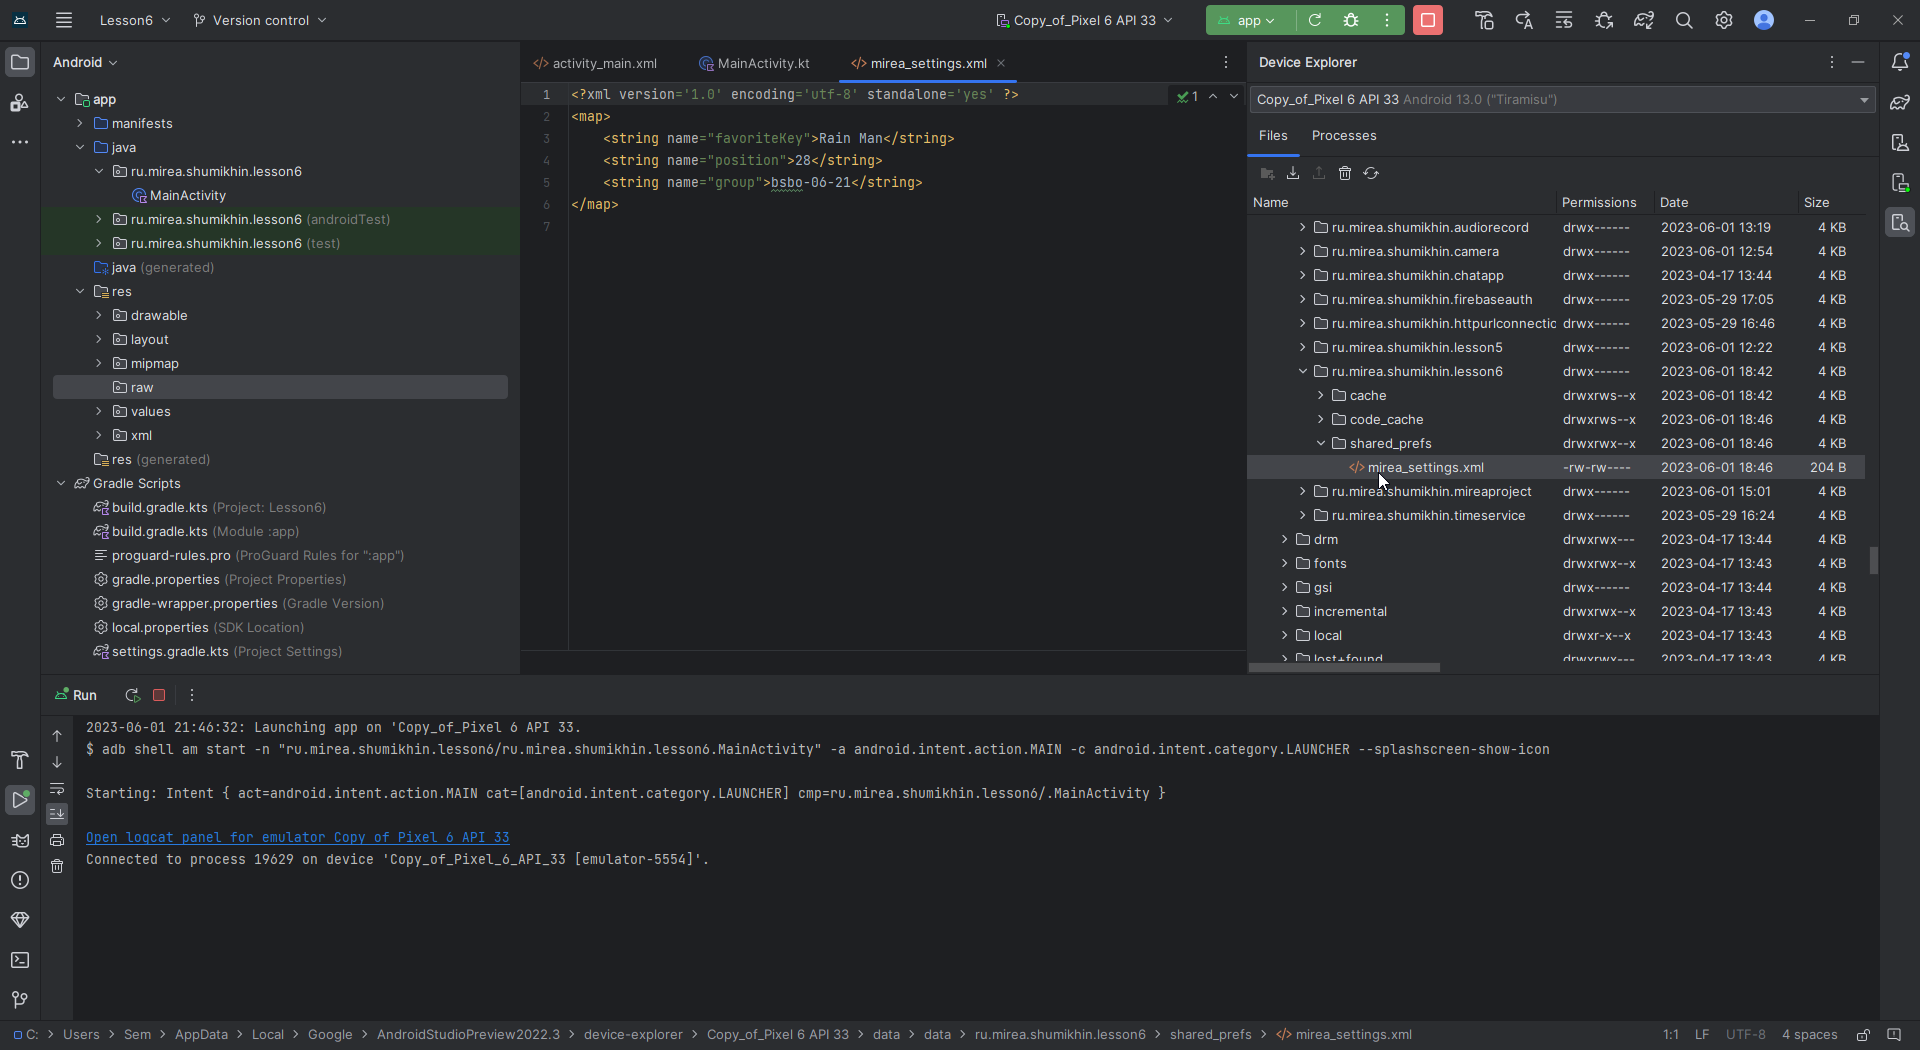 Lesson6
Version control
Copy_of_Pixel 6 API 33
app
Android
app
manifests
java
ru.mirea.shumikhin.lesson6
MainActivity
ru.mirea.shumikhin.lesson6 (androidTest)
ru.mirea.shumikhin.lesson6 (test)
java (generated)
res
drawable
layout
mipmap
raw
values
xml
res (generated)
Gradle Scripts
build.gradle.kts (Project: Lesson6)
build.gradle.kts (Module :app)
proguard-rules.pro (ProGuard Rules for ":app")
gradle.properties (Project Properties)
gradle-wrapper.properties (Gradle Version)
local.properties (SDK Location)
settings.gradle.kts (Project Settings)
activity_main.xml
MainActivity.kt
mirea_settings.xml
1 <?xml version='1.0' encoding='utf-8' standalone='yes' ?>
2 <map>
3 <string name="favoriteKey">Rain Man</string>
4 <string name="position">28</string>
5 <string name="group">bsbo-06-21</string>
6 </map>
7
1
Device Explorer
Copy_of_Pixel 6 API 33 Android 13.0 ("Tiramisu")
Files Processes
Name Permissions Date Size
ru.mirea.shumikhin.audiorecord drwx------ 2023-06-01 13:19 4 KB
ru.mirea.shumikhin.camera drwx------ 2023-06-01 12:54 4 KB
ru.mirea.shumikhin.chatapp drwx------ 2023-04-17 13:44 4 KB
ru.mirea.shumikhin.firebaseauth drwx------ 2023-05-29 17:05 4 KB
ru.mirea.shumikhin.httpurlconnectic drwx------ 2023-05-29 16:46 4 KB
ru.mirea.shumikhin.lesson5 drwx------ 2023-06-01 12:22 4 KB
ru.mirea.shumikhin.lesson6 drwx------ 2023-06-01 18:42 4 KB
cache drwxrws--x 2023-06-01 18:42 4 KB
code_cache drwxrws--x 2023-06-01 18:46 4 KB
shared_prefs drwxrwx--x 2023-06-01 18:46 4 KB
mirea_settings.xml -rw-rw---- 2023-06-01 18:46 204 B
ru.mirea.shumikhin.mireaproject drwx------ 2023-06-01 15:01 4 KB
ru.mirea.shumikhin.timeservice drwx------ 2023-05-29 16:24 4 KB
drm drwxrwx--- 2023-04-17 13:44 4 KB
fonts drwxrwx--x 2023-04-17 13:43 4 KB
gsi drwx------ 2023-04-17 13:44 4 KB
incremental drwxrwx--x 2023-04-17 13:43 4 KB
local drwxr-x--x 2023-04-17 13:43 4 KB
lost+found drwxrwx--- 2023-04-17 13:43 4 KB
Run
2023-06-01 21:46:32: Launching app on 'Copy_of_Pixel 6 API 33.
$ adb shell am start -n "ru.mirea.shumikhin.lesson6/ru.mirea.shumikhin.lesson6.MainActivity" -a android.intent.action.MAIN -c android.intent.category.LAUNCHER --splashscreen-show-icon
Starting: Intent { act=android.intent.action.MAIN cat=[android.intent.category.LAUNCHER] cmp=ru.mirea.shumikhin.lesson6/.MainActivity }
Open logcat panel for emulator Copy of Pixel 6 API 33
Connected to process 19629 on device 'Copy_of_Pixel_6_API_33 [emulator-5554]'.
C: > Users > Sem > AppData > Local > Google > AndroidStudioPreview2022.3 > device-explorer > Copy_of_Pixel 6 API 33 > data > data > ru.mirea.shumikhin.lesson6 > shared_prefs > mirea_settings.xml
1:1 LF UTF-8 4 spaces